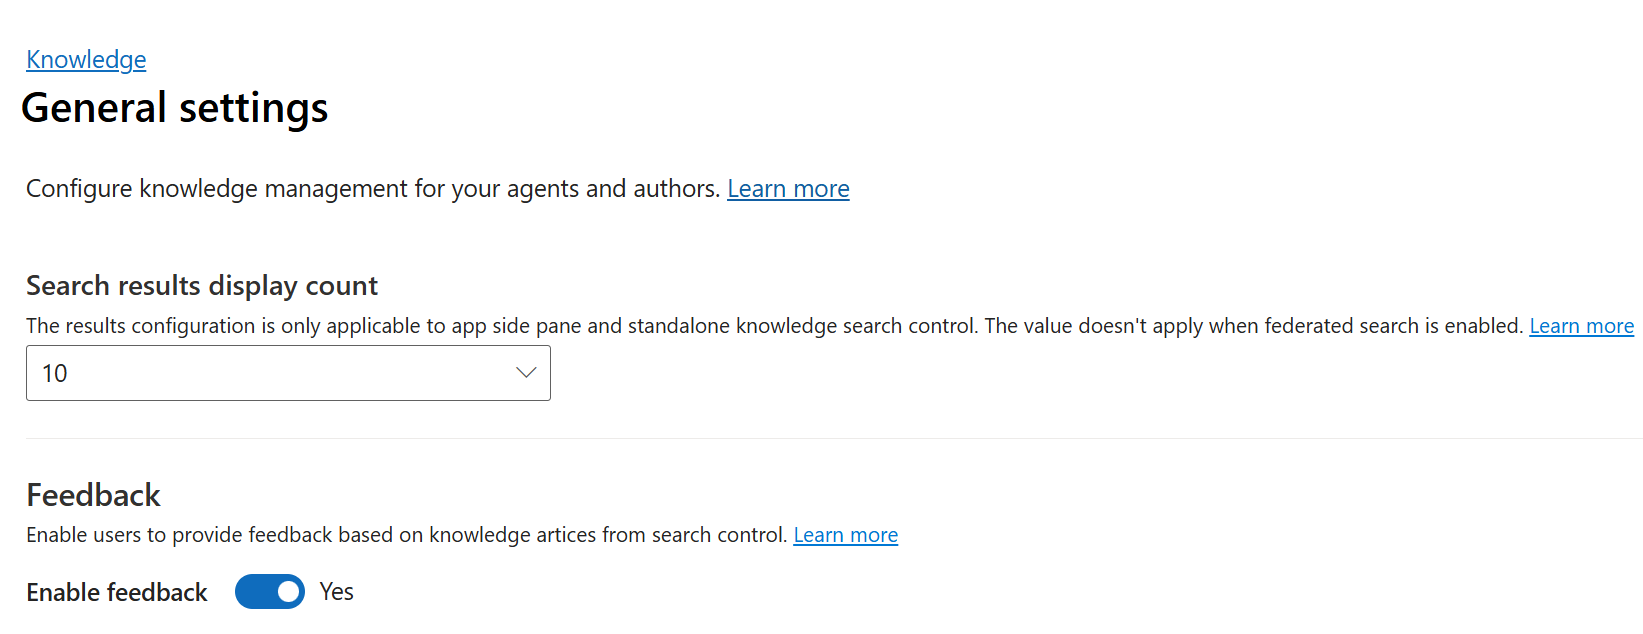 Knowledge
General settings
Configure knowledge management for your agents and authors. Learn more
Search results display count
The results configuration is only applicable to app side pane and standalone knowledge search control. The value doesn't apply when federated search is enabled. Learn more
10
Feedback
Enable users to provide feedback based on knowledge artices from search control. Learn more
Enable feedback Yes